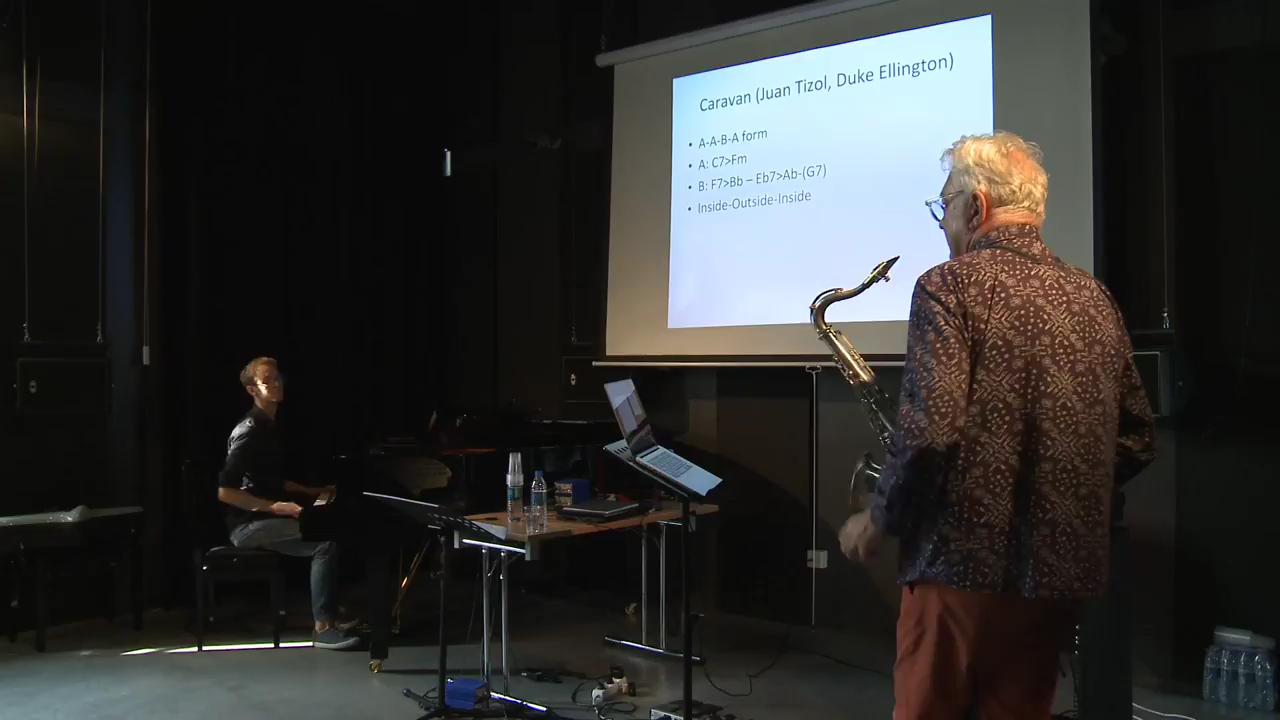 Caravan (Juan Tizol, Duke Ellington)
• A-A-B-A form
• A: C7>Fm
• B: F7>Bb – Eb7>Ab-(G7)
• Inside-Outside-Inside